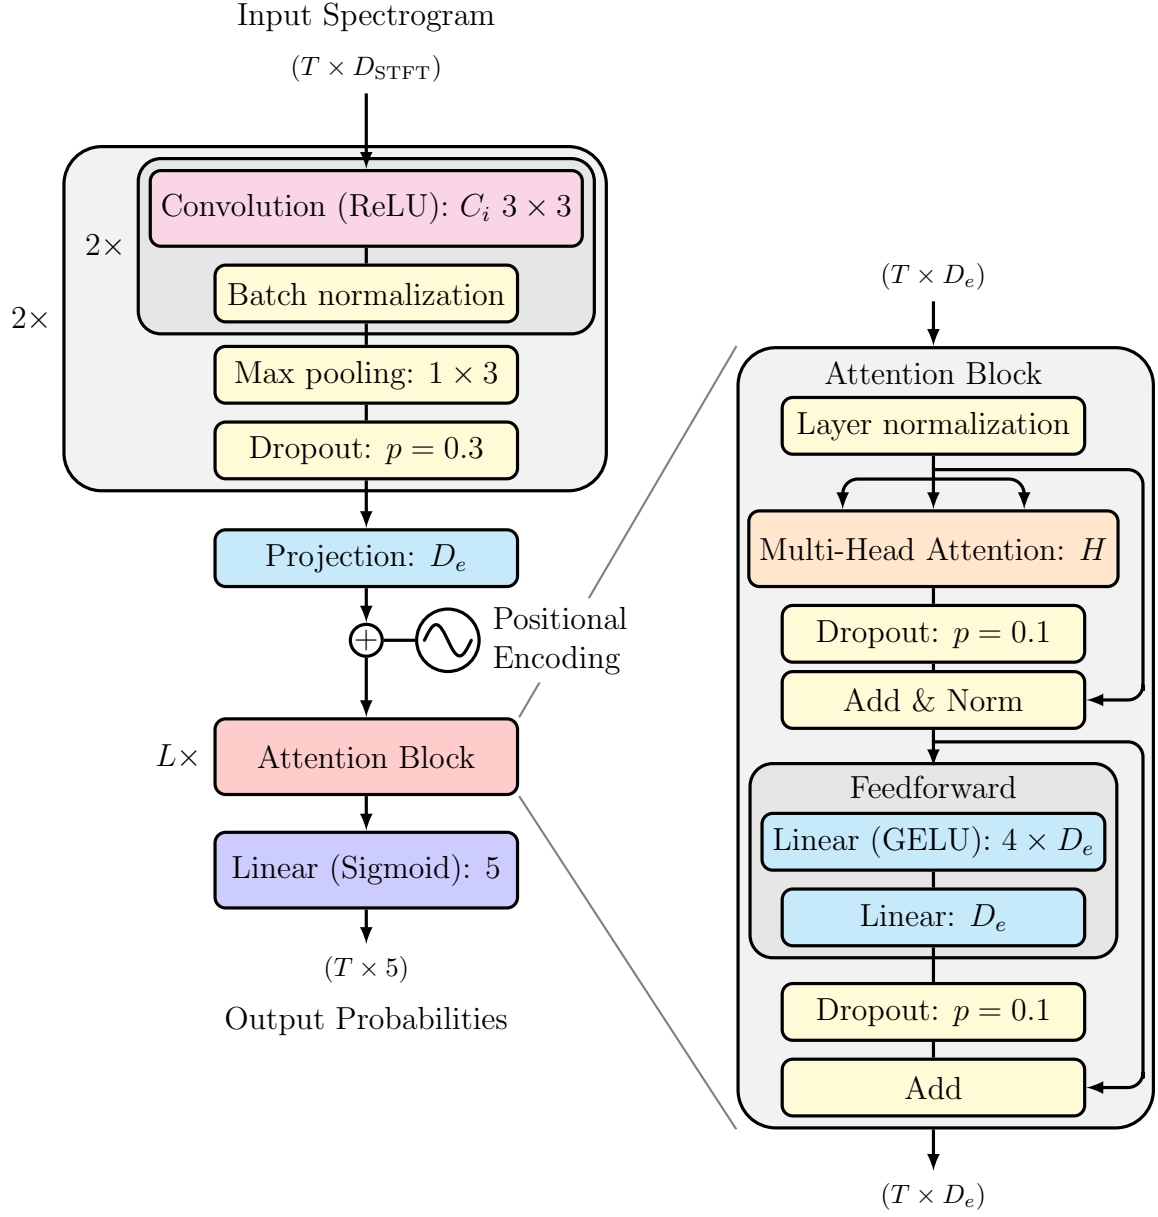 Input Spectrogram
(T × D_STFT)
2×
2×
Convolution (ReLU): C_i 3 × 3
Batch normalization
Max pooling: 1 × 3
Dropout: p = 0.3
Projection: D_e
+
Positional
Encoding
L×
Attention Block
Linear (Sigmoid): 5
(T × 5)
Output Probabilities
(T × D_e)
Attention Block
Layer normalization
Multi-Head Attention: H
Dropout: p = 0.1
Add & Norm
Feedforward
Linear (GELU): 4 × D_e
Linear: D_e
Dropout: p = 0.1
Add
(T × D_e)